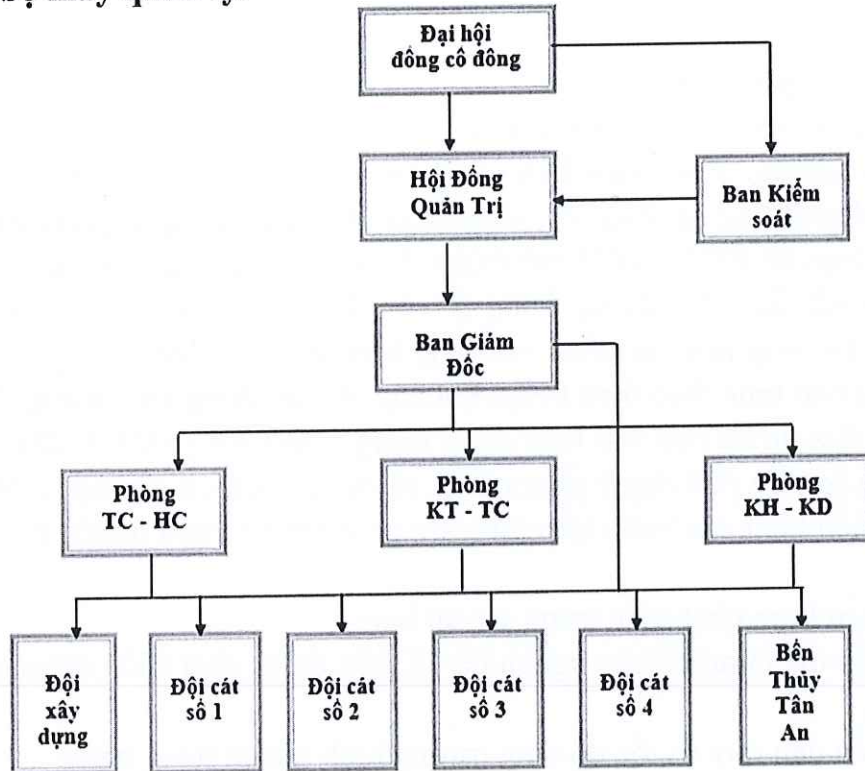 Đại hội
đồng cô đông
Hội Đồng
Quản Trị
Ban Kiểm
soát
Ban Giám
Đốc
Phòng
TC - HC
Phòng
KT - TC
Phòng
KH - KD
Đội
xây
dựng
Đội cát
số 1
Đội cát
số 2
Đội cát
số 3
Đội cát
số 4
Bến
Thủy
Tân
An